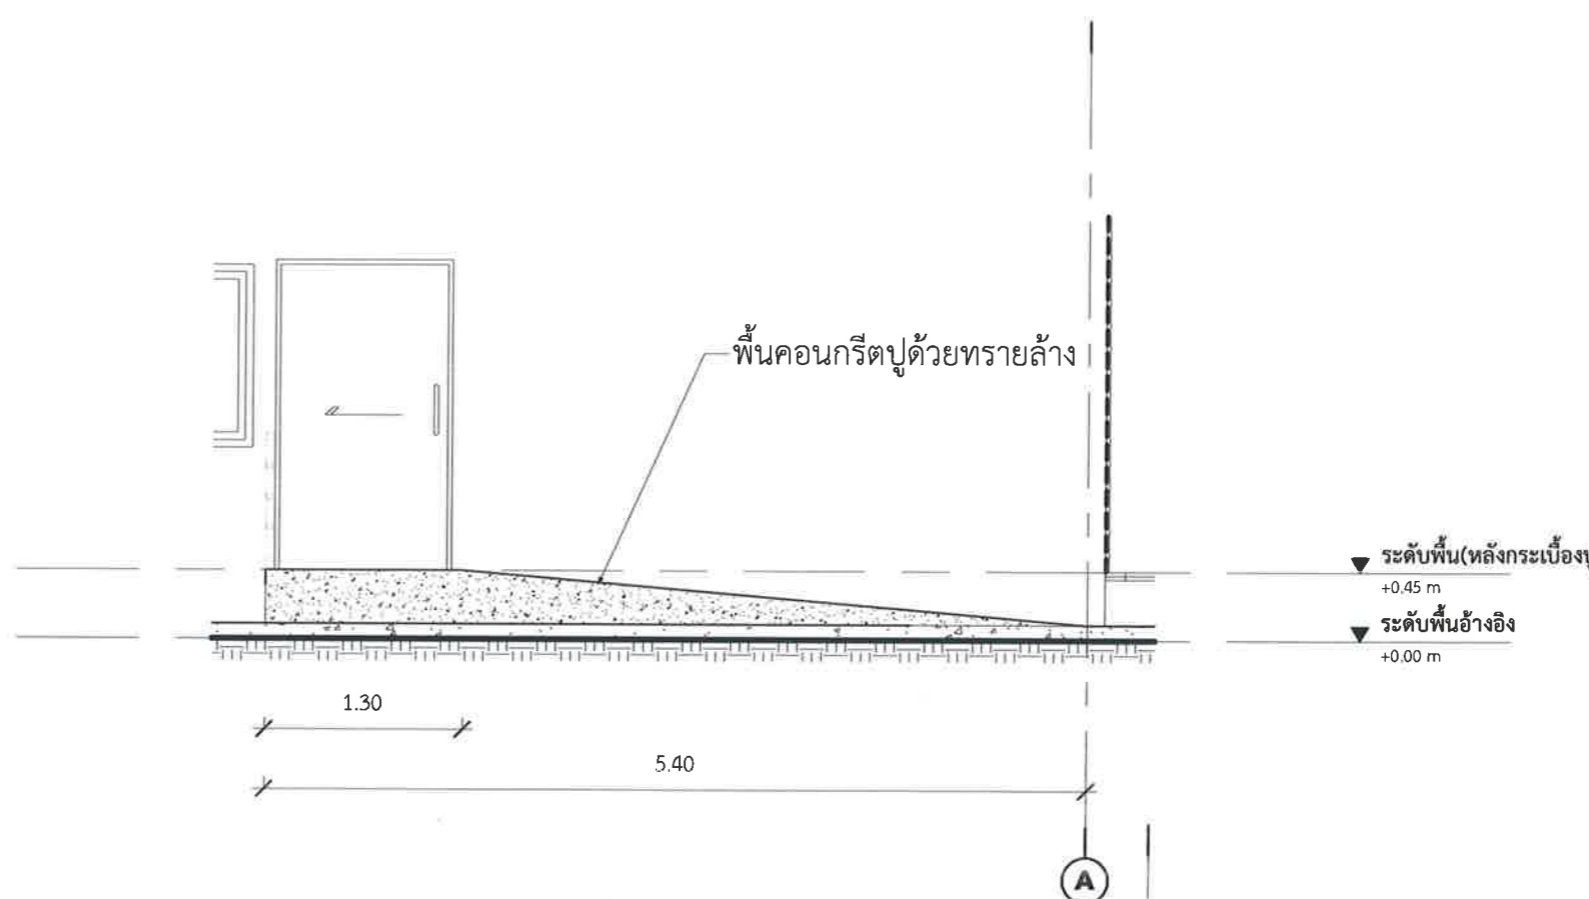 พื้นคอนกรีตปูด้วยทรายล้าง
ระดับพื้น(หลังกระเบื้อง
+0.45 m
ระดับพื้นอ้างอิง
+0.00 m
1.30
5.40
A